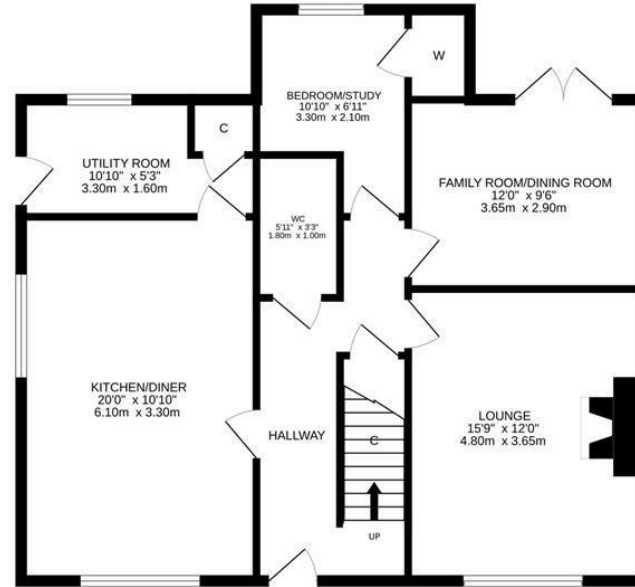 BEDROOM/STUDY
10'10" x 6'11"
3.30m x 2.10m
W
C
UTILITY ROOM
10'10" x 5'3"
3.30m x 1.60m
FAMILY ROOM/DINING ROOM
12'0" x 9'6"
3.65m x 2.90m
WC
5'11" x 3'3"
1.80m x 1.00m
KITCHEN/DINER
20'0" x 10'10"
6.10m x 3.30m
HALLWAY
C
UP
LOUNGE
15'9" x 12'0"
4.80m x 3.65m